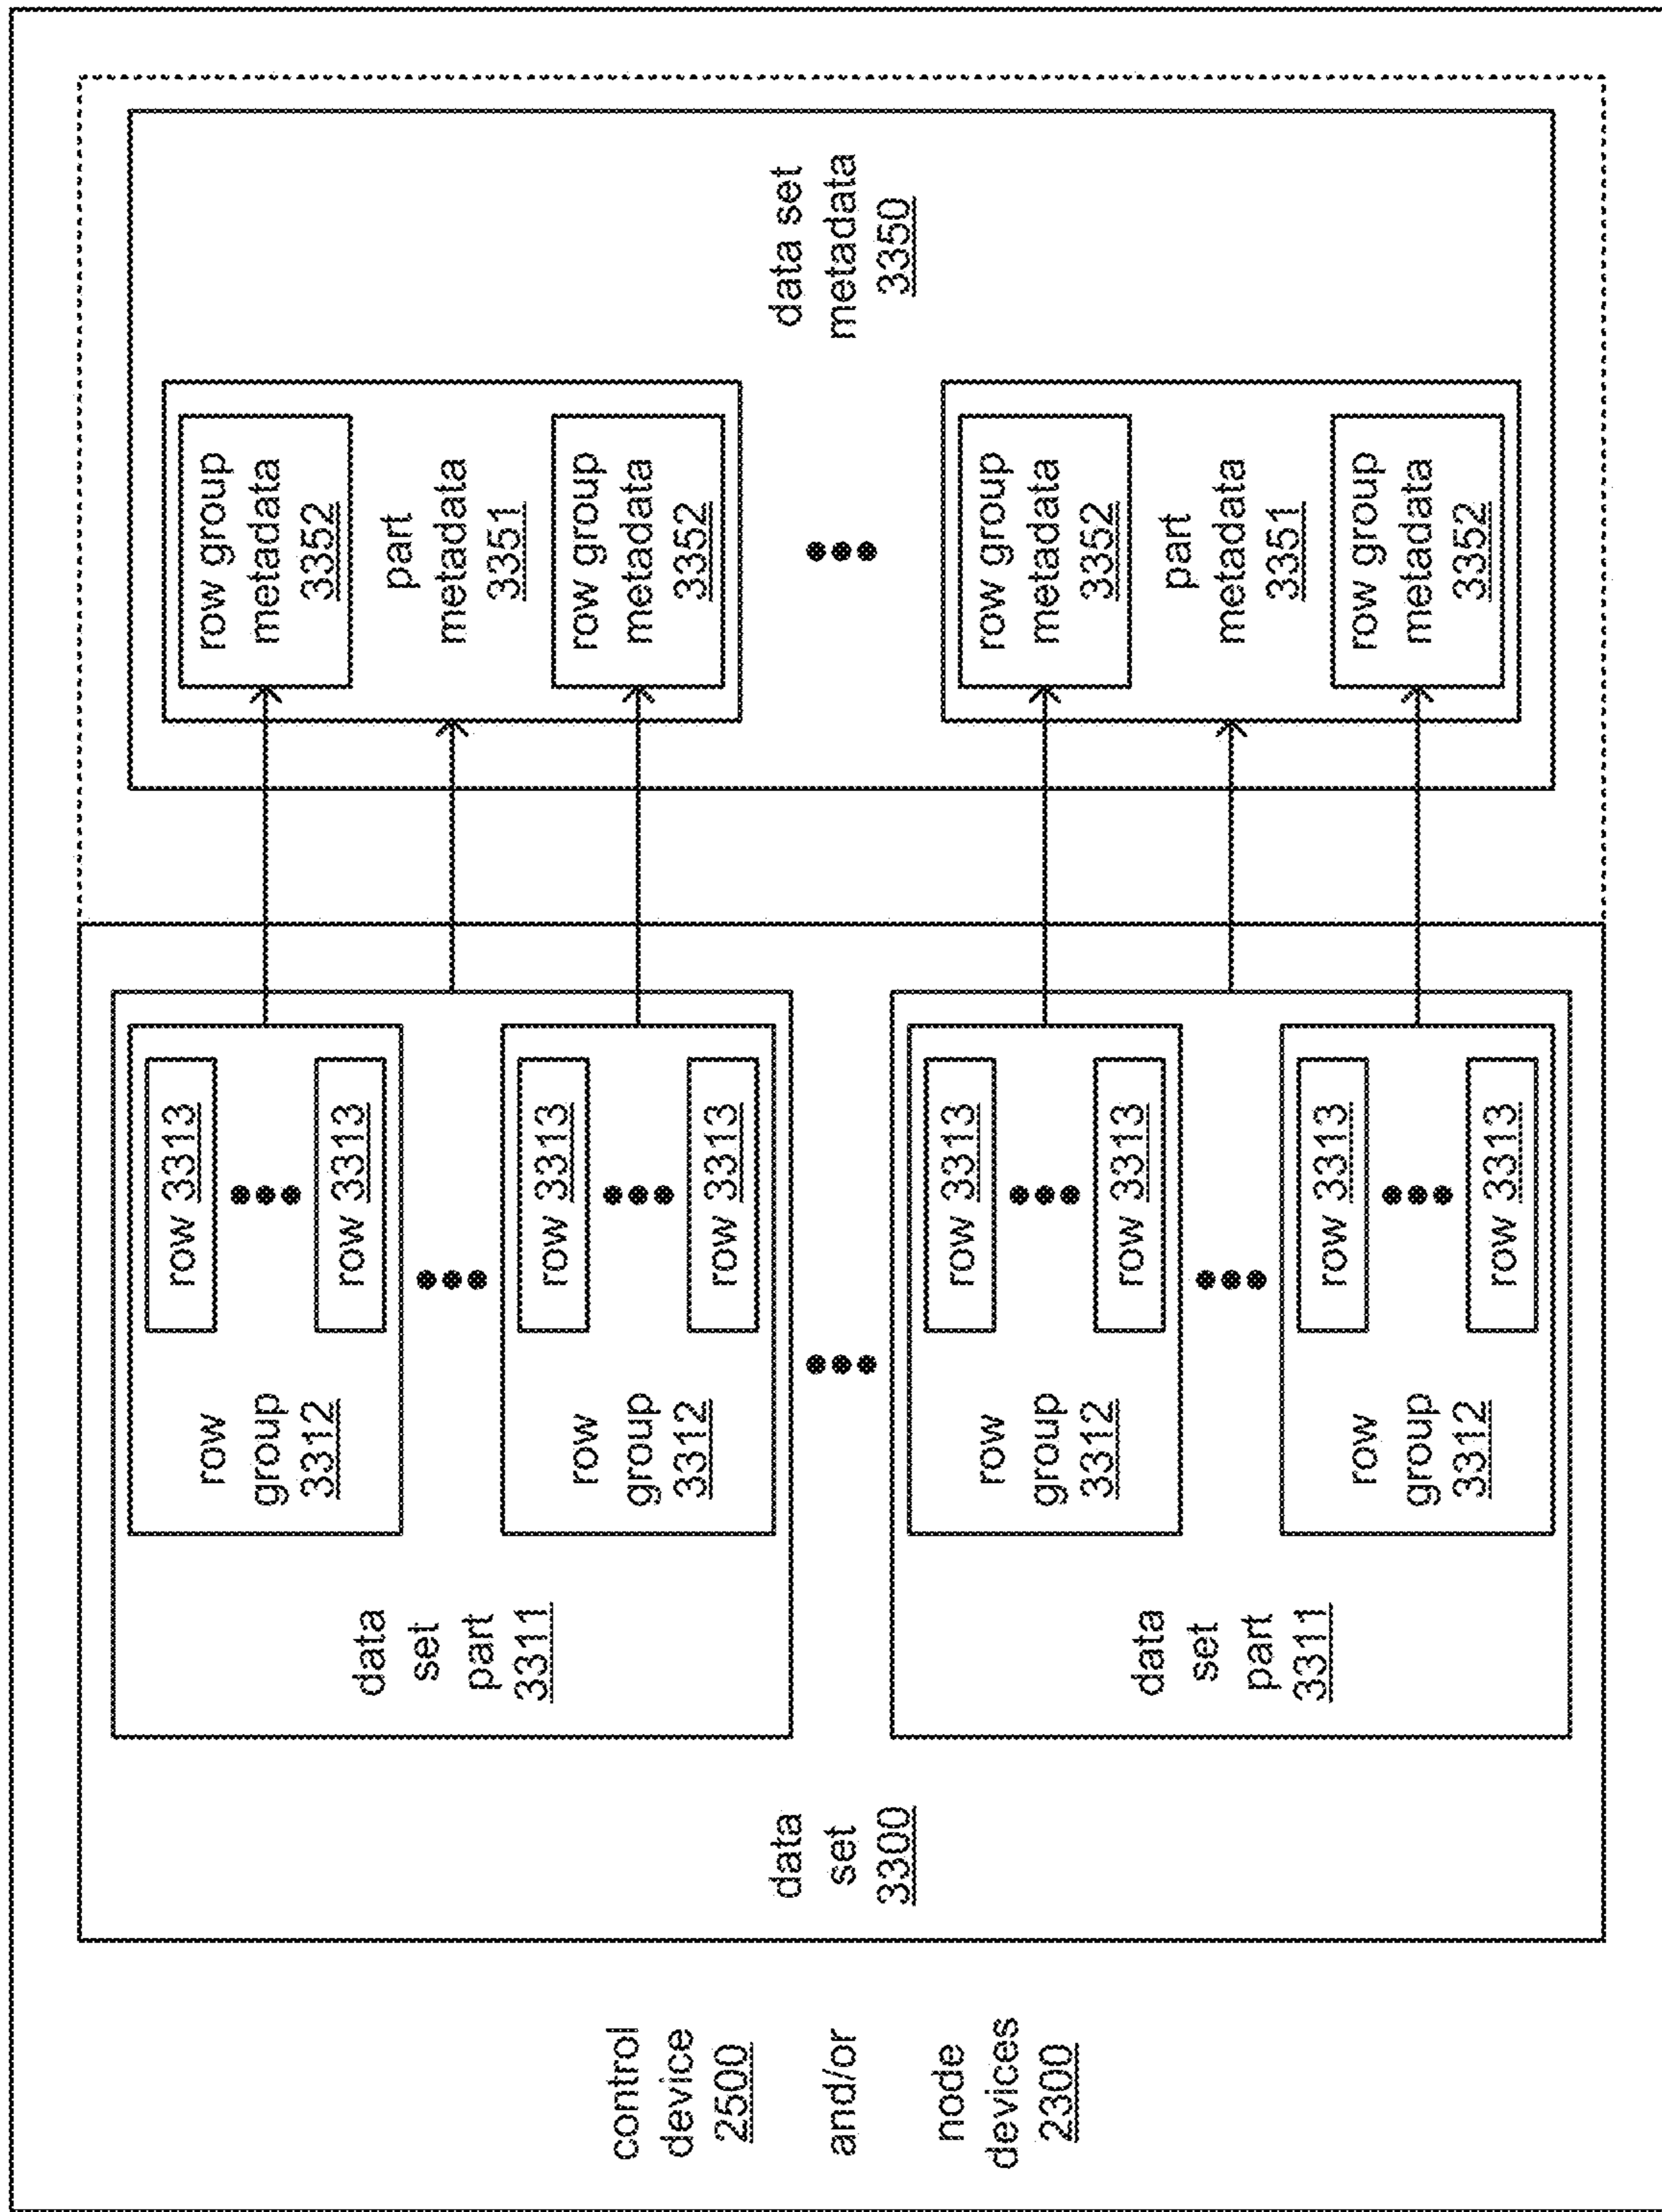 control
device
2500
and/or
node
devices
2300
data
set
3300
data
set
part
3311
row
group
3312
row 3313
row 3313
row
group
3312
row 3313
row 3313
data
set
part
3311
row
group
3312
row 3313
row 3313
row
group
3312
row 3313
row 3313
row group
metadata
3352
part
metadata
3351
row group
metadata
3352
row group
metadata
3352
part
metadata
3351
row group
metadata
3352
data set
metadata
3350